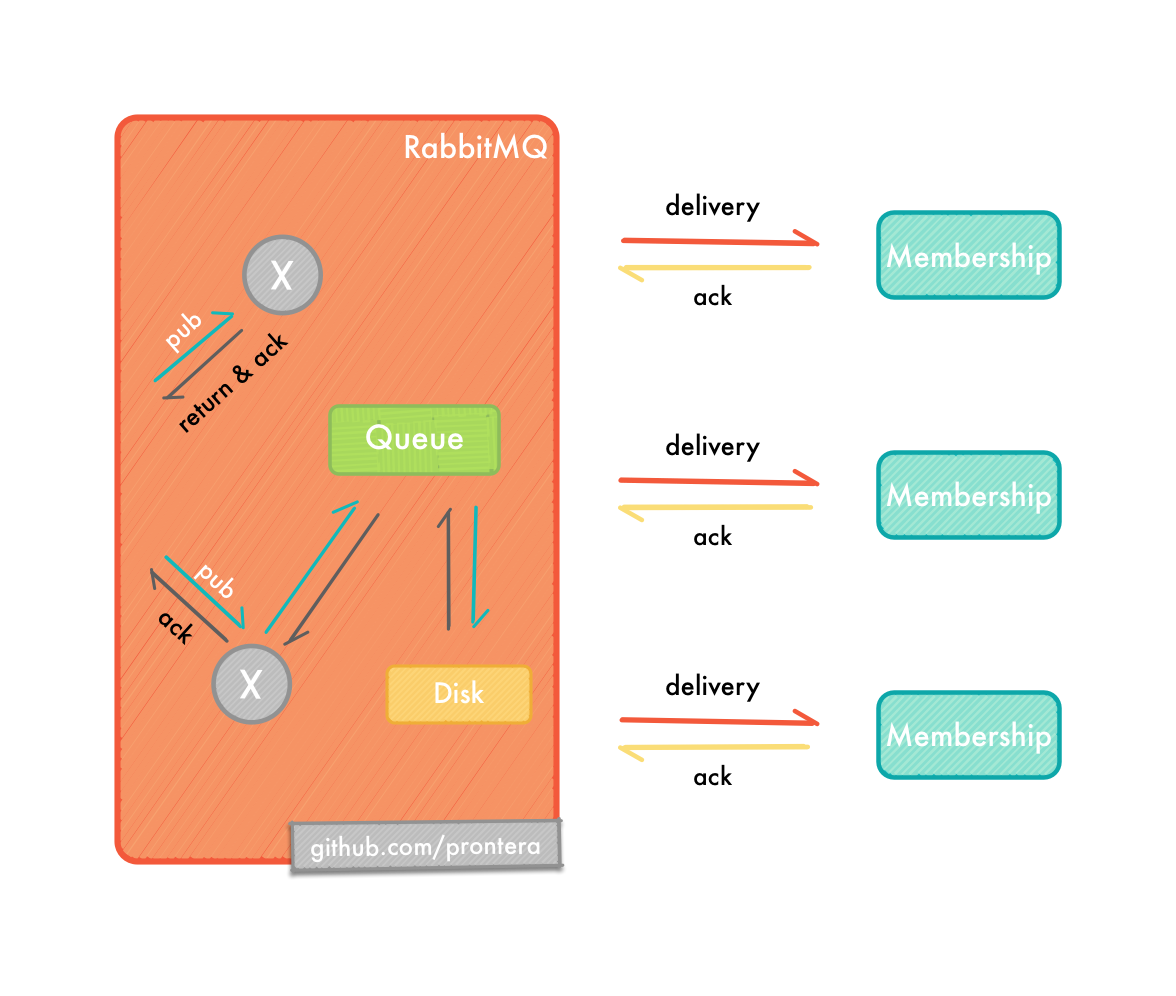 RabbitMQ
X
pub
return & ack
Queue
pub
ack
X
Disk
github.com/prontera
delivery
ack
Membership
delivery
ack
Membership
delivery
ack
Membership